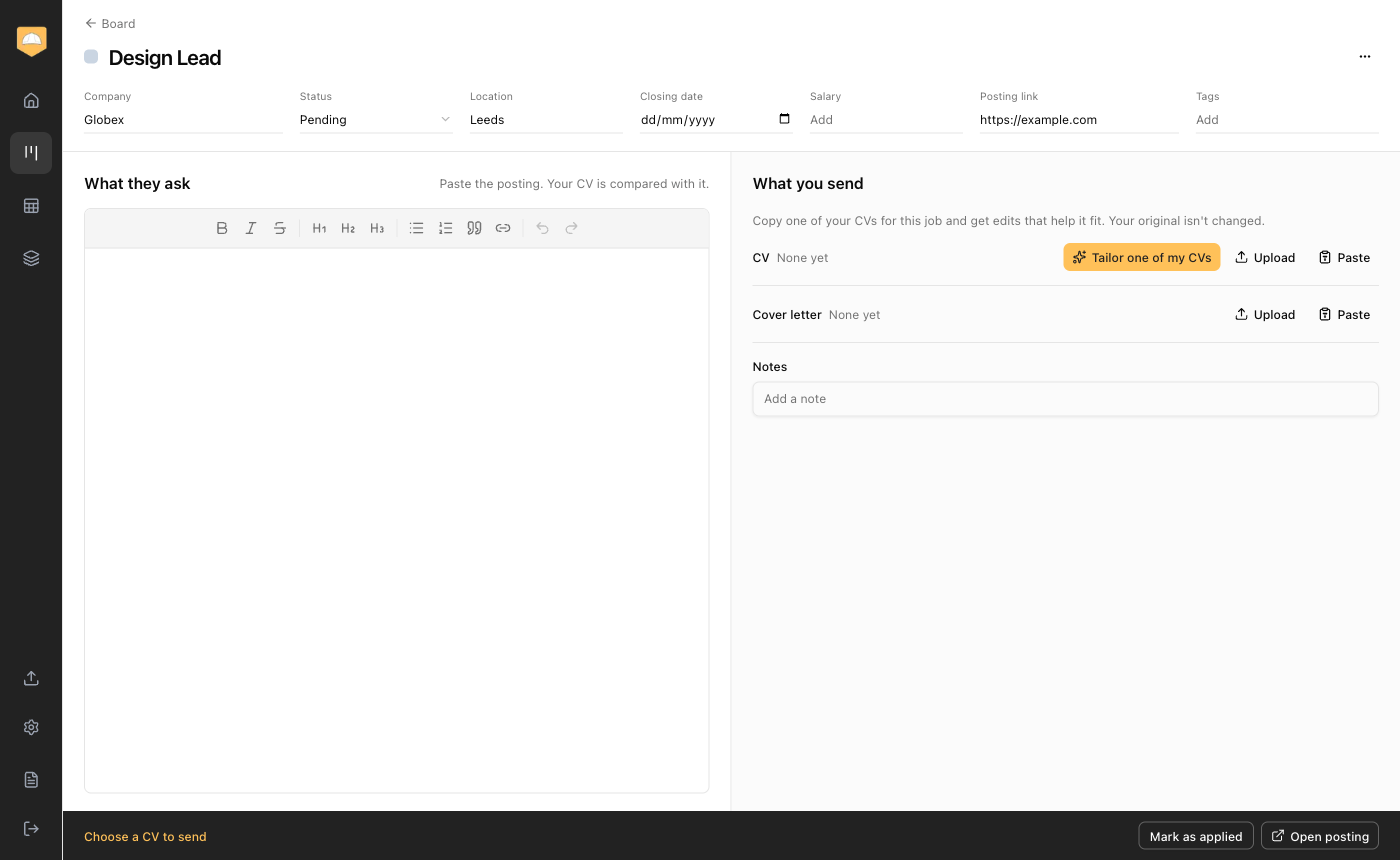 Board
Design Lead
Company
Status
Location
Closing date
Salary
Posting link
Tags
Globex
Pending
Leeds
dd/mm/yyyy
Add
https://example.com
Add
What they ask
Paste the posting. Your CV is compared with it.
H1 H2 H3
What you send
Copy one of your CVs for this job and get edits that help it fit. Your original isn't changed.
CV None yet
Tailor one of my CVs
Upload
Paste
Cover letter None yet
Upload
Paste
Notes
Add a note
Choose a CV to send
Mark as applied
Open posting